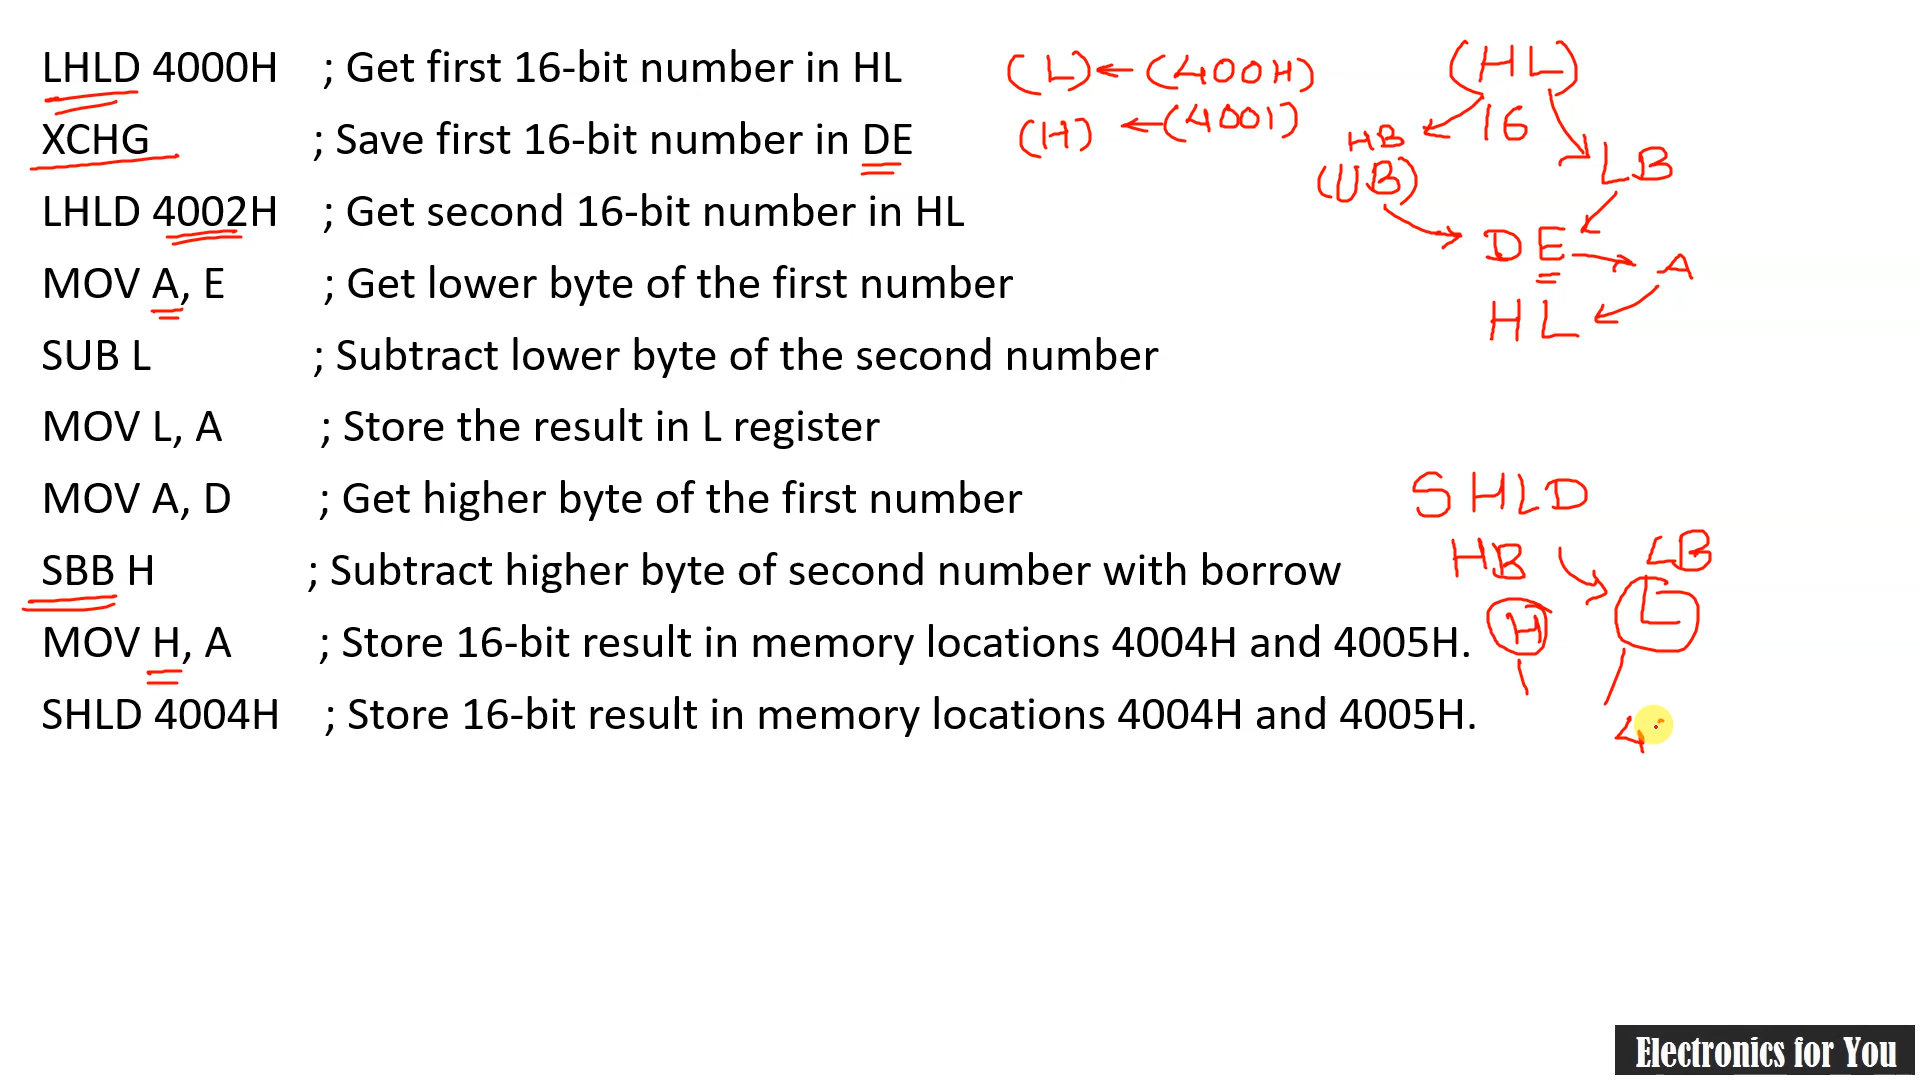 LHLD 4000H ; Get first 16-bit number in HL
XCHG ; Save first 16-bit number in DE
LHLD 4002H ; Get second 16-bit number in HL
MOV A, E ; Get lower byte of the first number
SUB L ; Subtract lower byte of the second number
MOV L, A ; Store the result in L register
MOV A, D ; Get higher byte of the first number
SBB H ; Subtract higher byte of second number with borrow
MOV H, A ; Store 16-bit result in memory locations 4004H and 4005H.
SHLD 4004H ; Store 16-bit result in memory locations 4004H and 4005H.
(L) ← (400H)
(H) ← (4001)
(HL)
16
HB
(UB)
LB
DE → A
HL
SHLD
HB LB
H L
4
Electronics for You